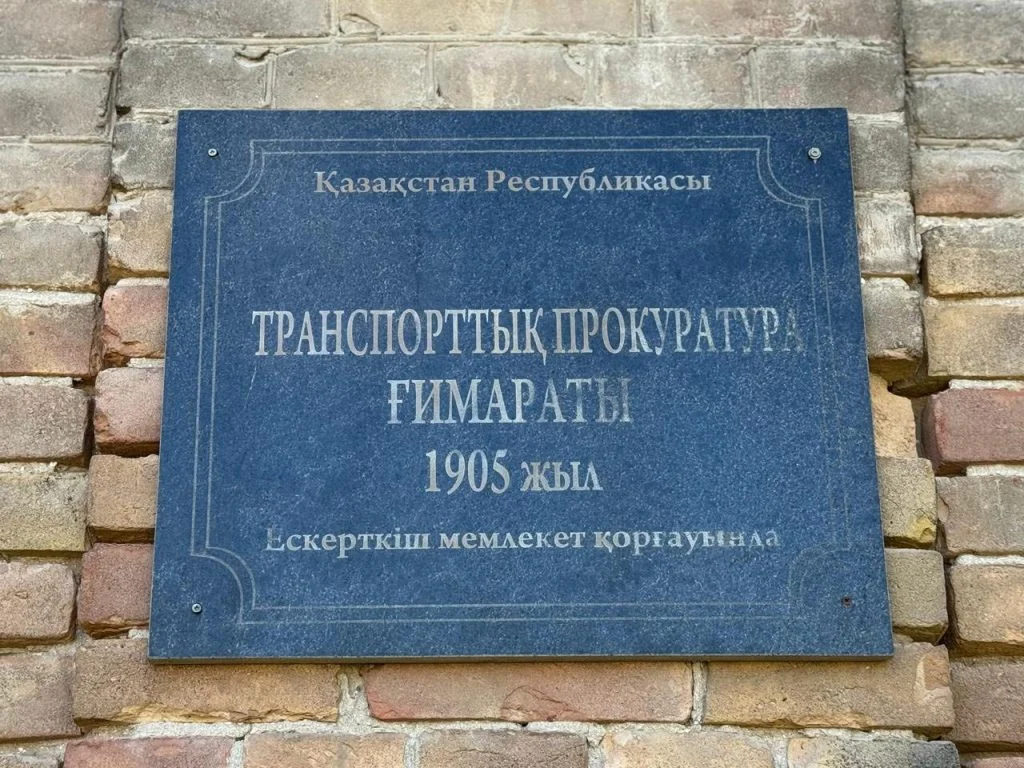 Қазақстан Республикасы
ТРАНСПОРТТЫҚ ПРОКУРАТУРА
ҒИМАРАТЫ
1905 жыл
Ескерткіш мемлекет қорғауында